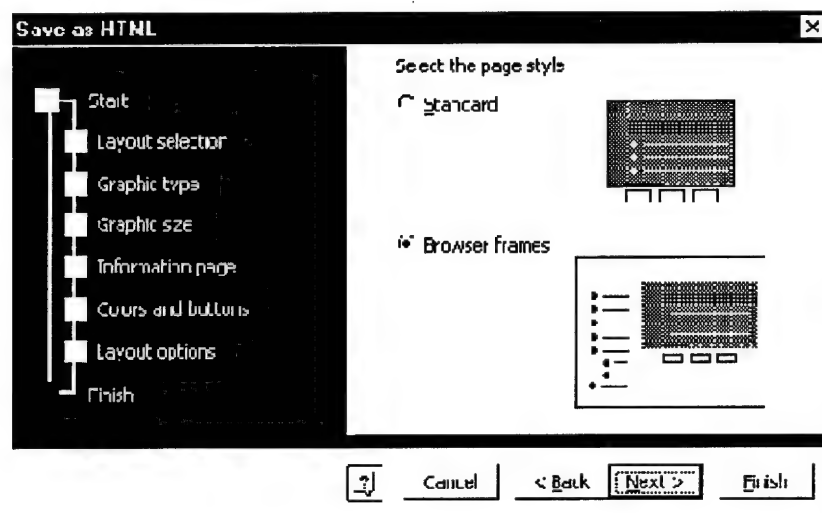 Save as HTML
Select the page style
Start
Standard
Layout selection
Graphic type
Graphic size
Browser frames
Information page
Colors and buttons
Layout options
Finish
? Cancel < Back Next > Finish